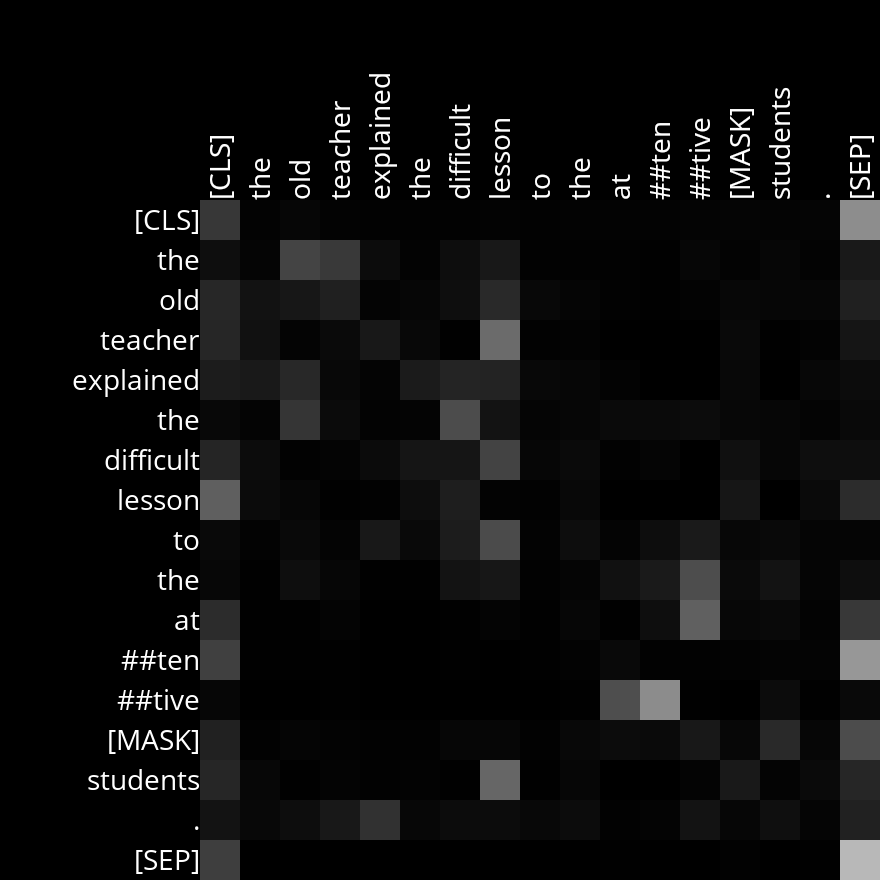 [CLS] the old teacher explained the difficult lesson to the at ##ten ##tive [MASK] students . [SEP]
[CLS]
the
old
teacher
explained
the
difficult
lesson
to
the
at
##ten
##tive
[MASK]
students
.
[SEP]